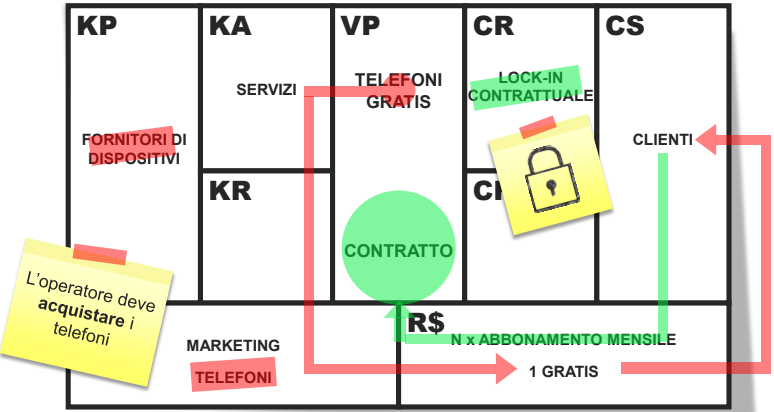 KP
KA
VP
CR
CS
SERVIZI
TELEFONI
GRATIS
LOCK-IN
CONTRATTUALE
FORNITORI DI
DISPOSITIVI
CLIENTI
KR
CONTRATTO
L'operatore deve
acquistare i
telefoni
MARKETING
TELEFONI
R$
N x ABBONAMENTO MENSILE
1 GRATIS